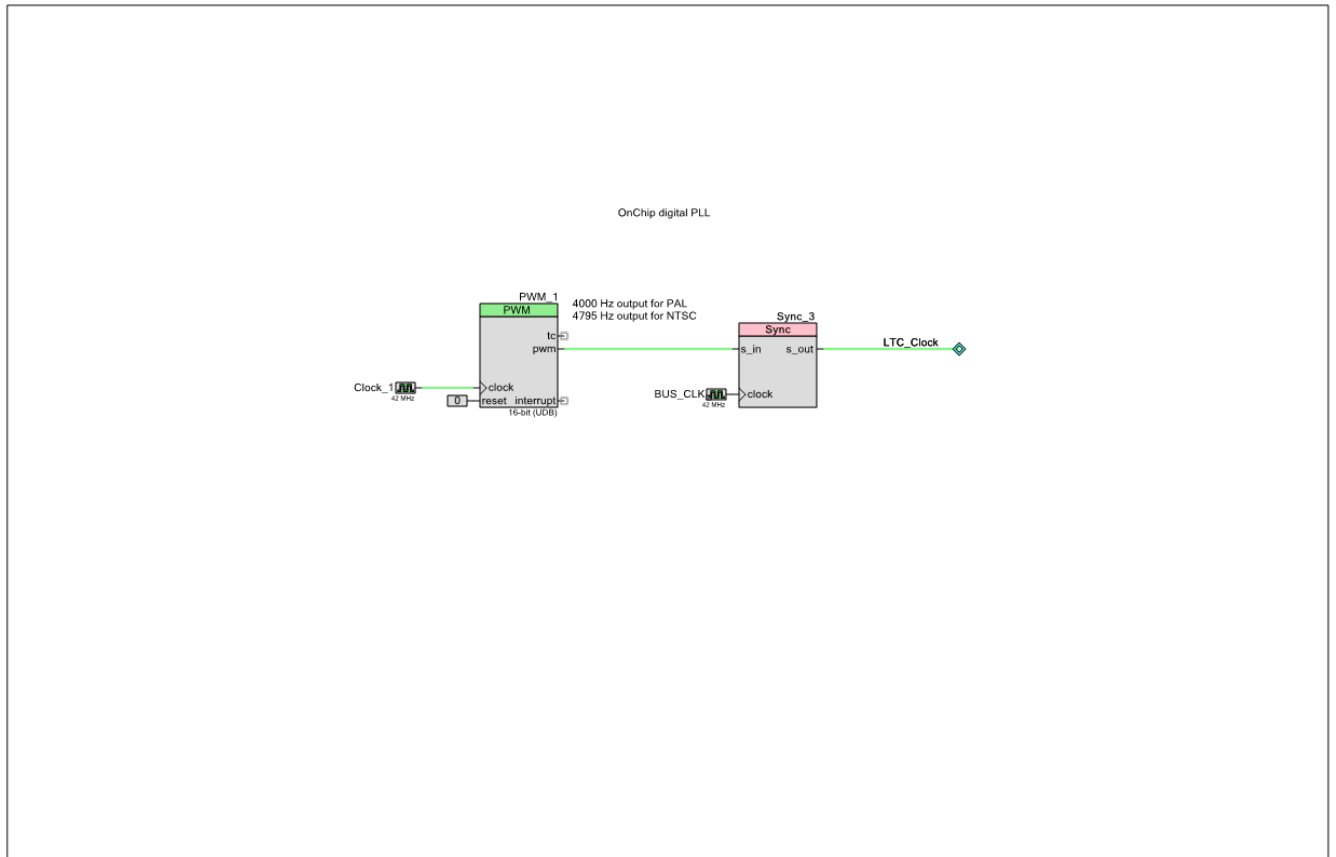 OnChip digital PLL
PWM_1
PWM
4000 Hz output for PAL
4795 Hz output for NTSC
tc
pwm
Sync_3
Sync
s_in
s_out
LTC_Clock
Clock_1
42 MHz
clock
BUS_CLK
42 MHz
clock
0
reset
interrupt
16-bit (UDB)